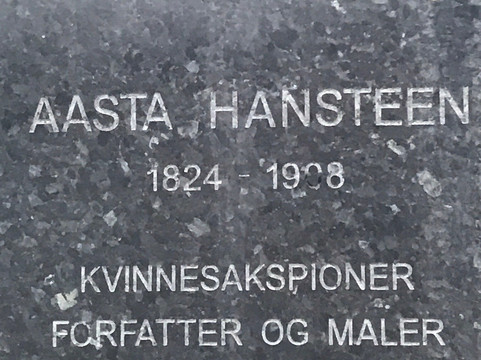 AASTA HANSTEEN
1824 - 1908
KVINNESAKSPIONER
FORFATTER OG MALER